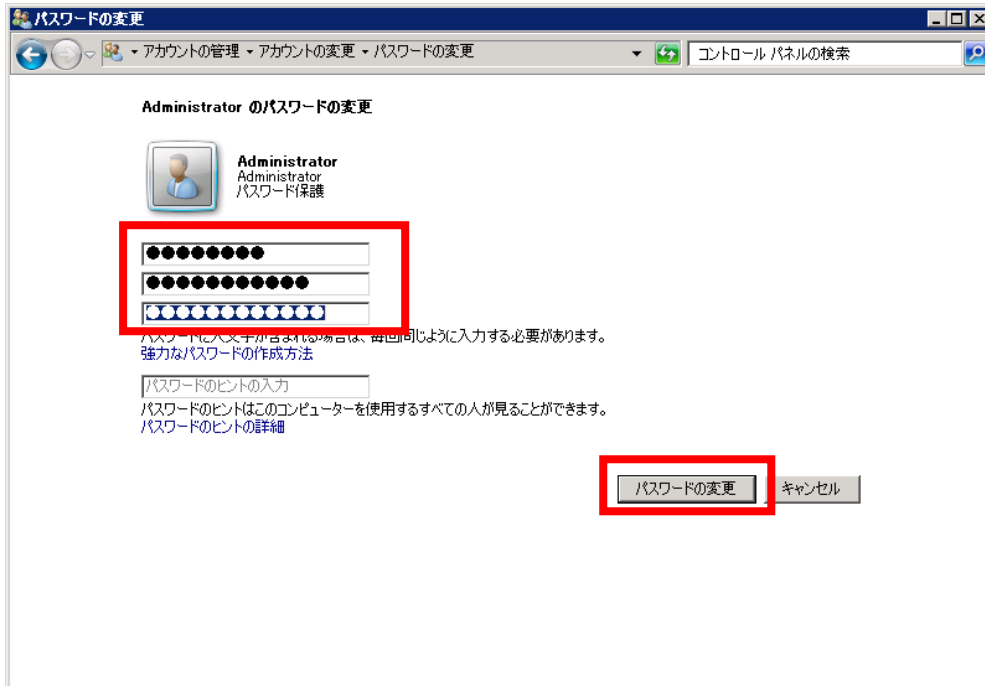 パスワードの変更
アカウントの管理 アカウントの変更 パスワードの変更 コントロール パネルの検索
Administrator のパスワードの変更
Administrator
Administrator
パスワード保護
●●●●●●●●
●●●●●●●●●●●
●●●●●●●●●●●●
パスワードに大文字が含まれる場合は、毎回同じように入力する必要があります。
強力なパスワードの作成方法
パスワードのヒントの入力
パスワードのヒントはこのコンピューターを使用するすべての人が見ることができます。
パスワードのヒントの詳細
パスワードの変更 キャンセル